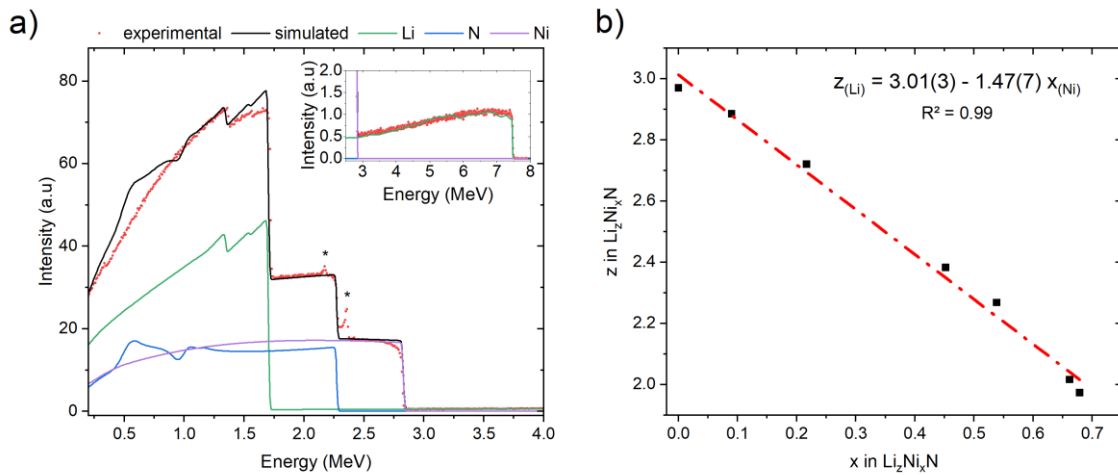 a)
experimental simulated Li N Ni
Intensity (a.u)
80
60
40
20
0
0.5 1.0 1.5 2.0 2.5 3.0 3.5 4.0
Energy (MeV)
*
*
Intensity (a.u)
2.0
1.5
1.0
0.5
0.0
3 4 5 6 7 8
Energy (MeV)
b)
z(Li) = 3.01(3) - 1.47(7) x(Ni)
R² = 0.99
z in LizNixN
3.0
2.8
2.6
2.4
2.2
2.0
0.0 0.1 0.2 0.3 0.4 0.5 0.6 0.7
x in LizNixN